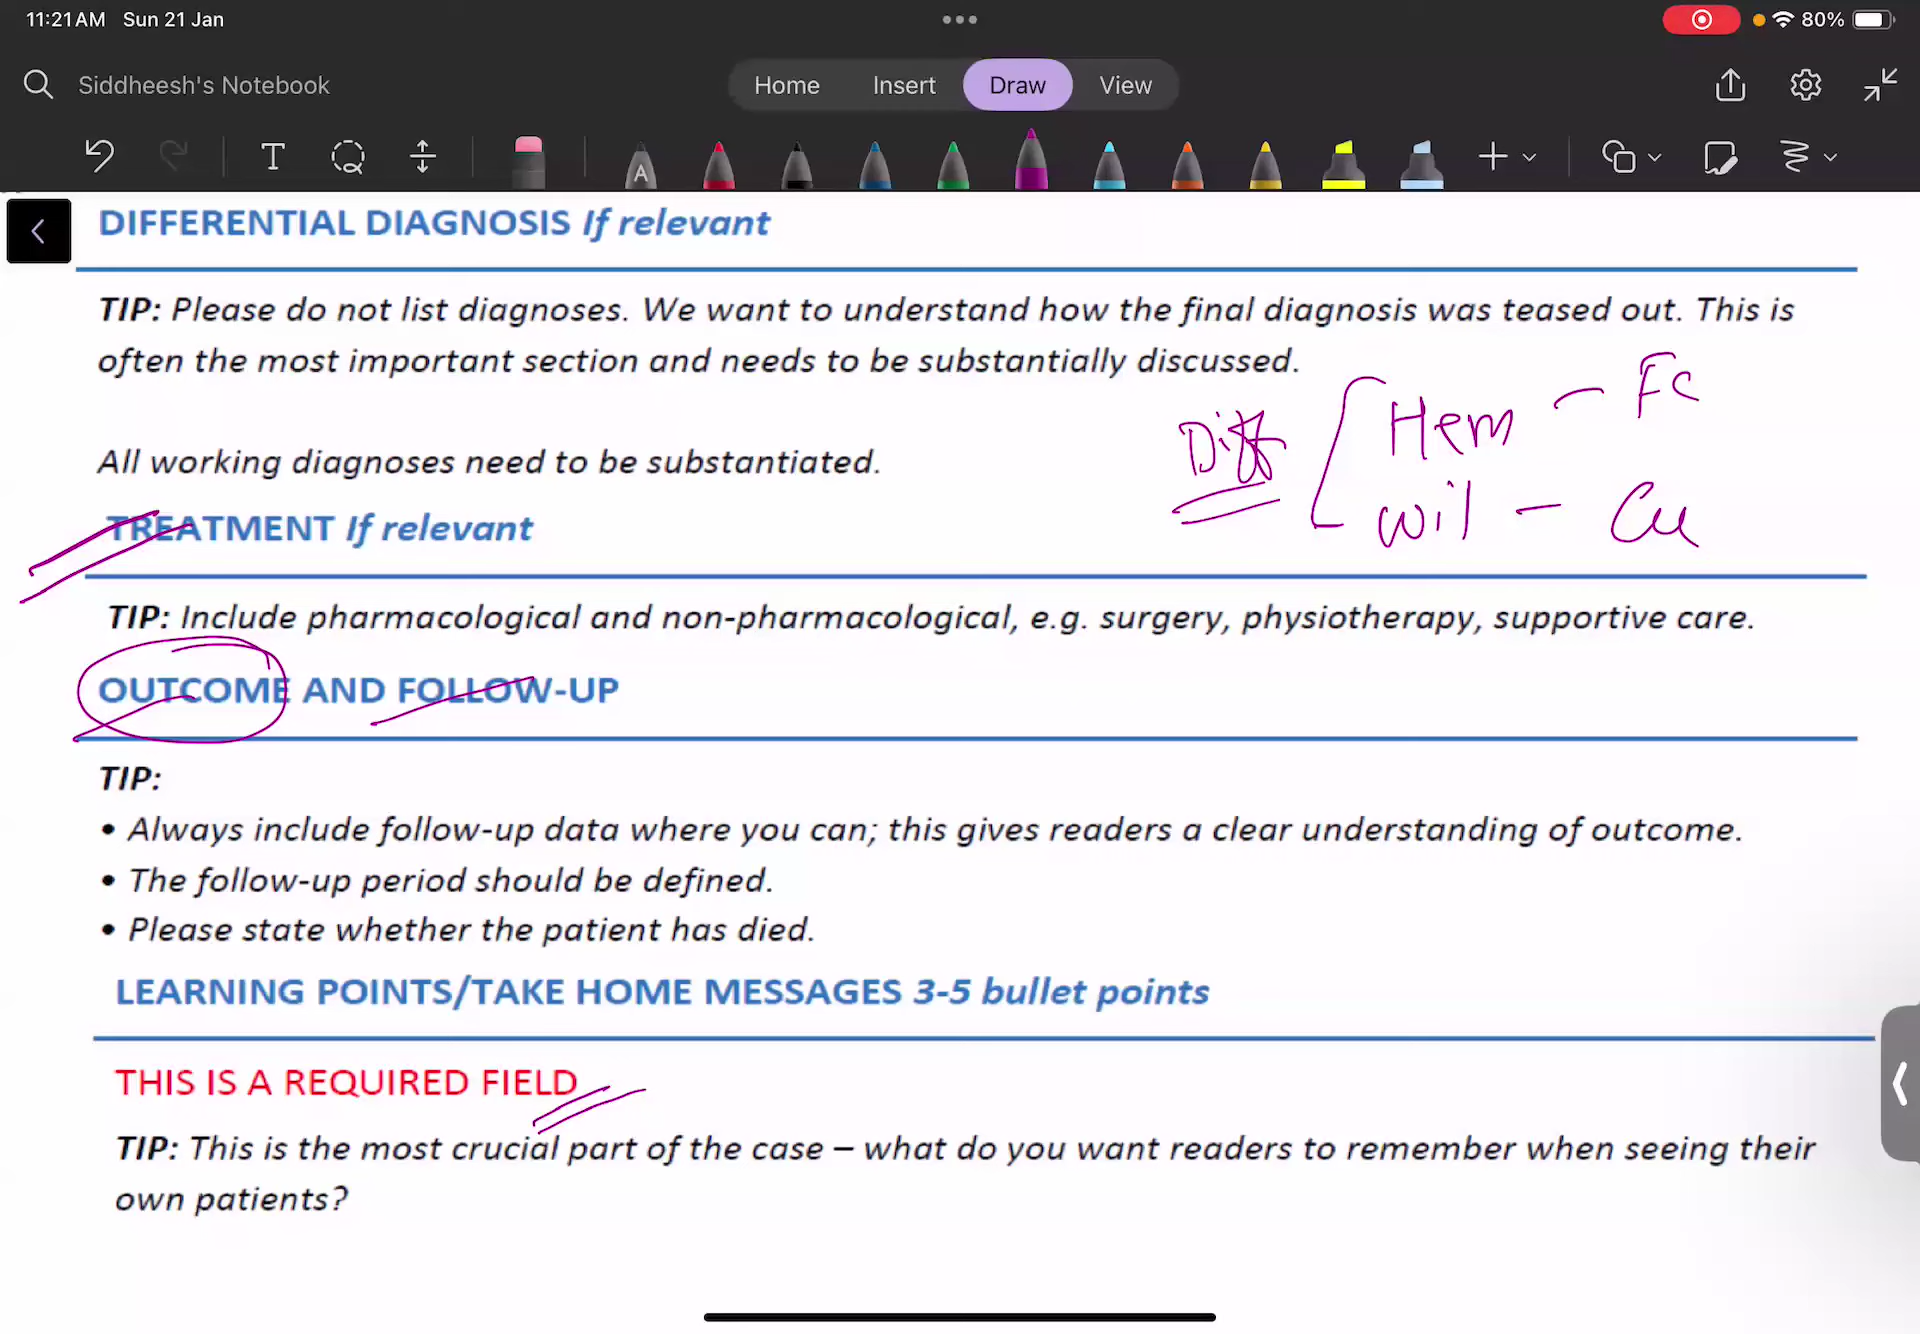 11:21 AM Sun 21 Jan
80%
Siddheesh's Notebook
Home Insert Draw View
T
A
DIFFERENTIAL DIAGNOSIS If relevant
TIP: Please do not list diagnoses. We want to understand how the final diagnosis was teased out. This is
often the most important section and needs to be substantially discussed.
Diff Hem - Fc
Wil - Cu
All working diagnoses need to be substantiated.
TREATMENT If relevant
TIP: Include pharmacological and non-pharmacological, e.g. surgery, physiotherapy, supportive care.
OUTCOME AND FOLLOW-UP
TIP:
• Always include follow-up data where you can; this gives readers a clear understanding of outcome.
• The follow-up period should be defined.
• Please state whether the patient has died.
LEARNING POINTS/TAKE HOME MESSAGES 3-5 bullet points
THIS IS A REQUIRED FIELD
TIP: This is the most crucial part of the case – what do you want readers to remember when seeing their
own patients?